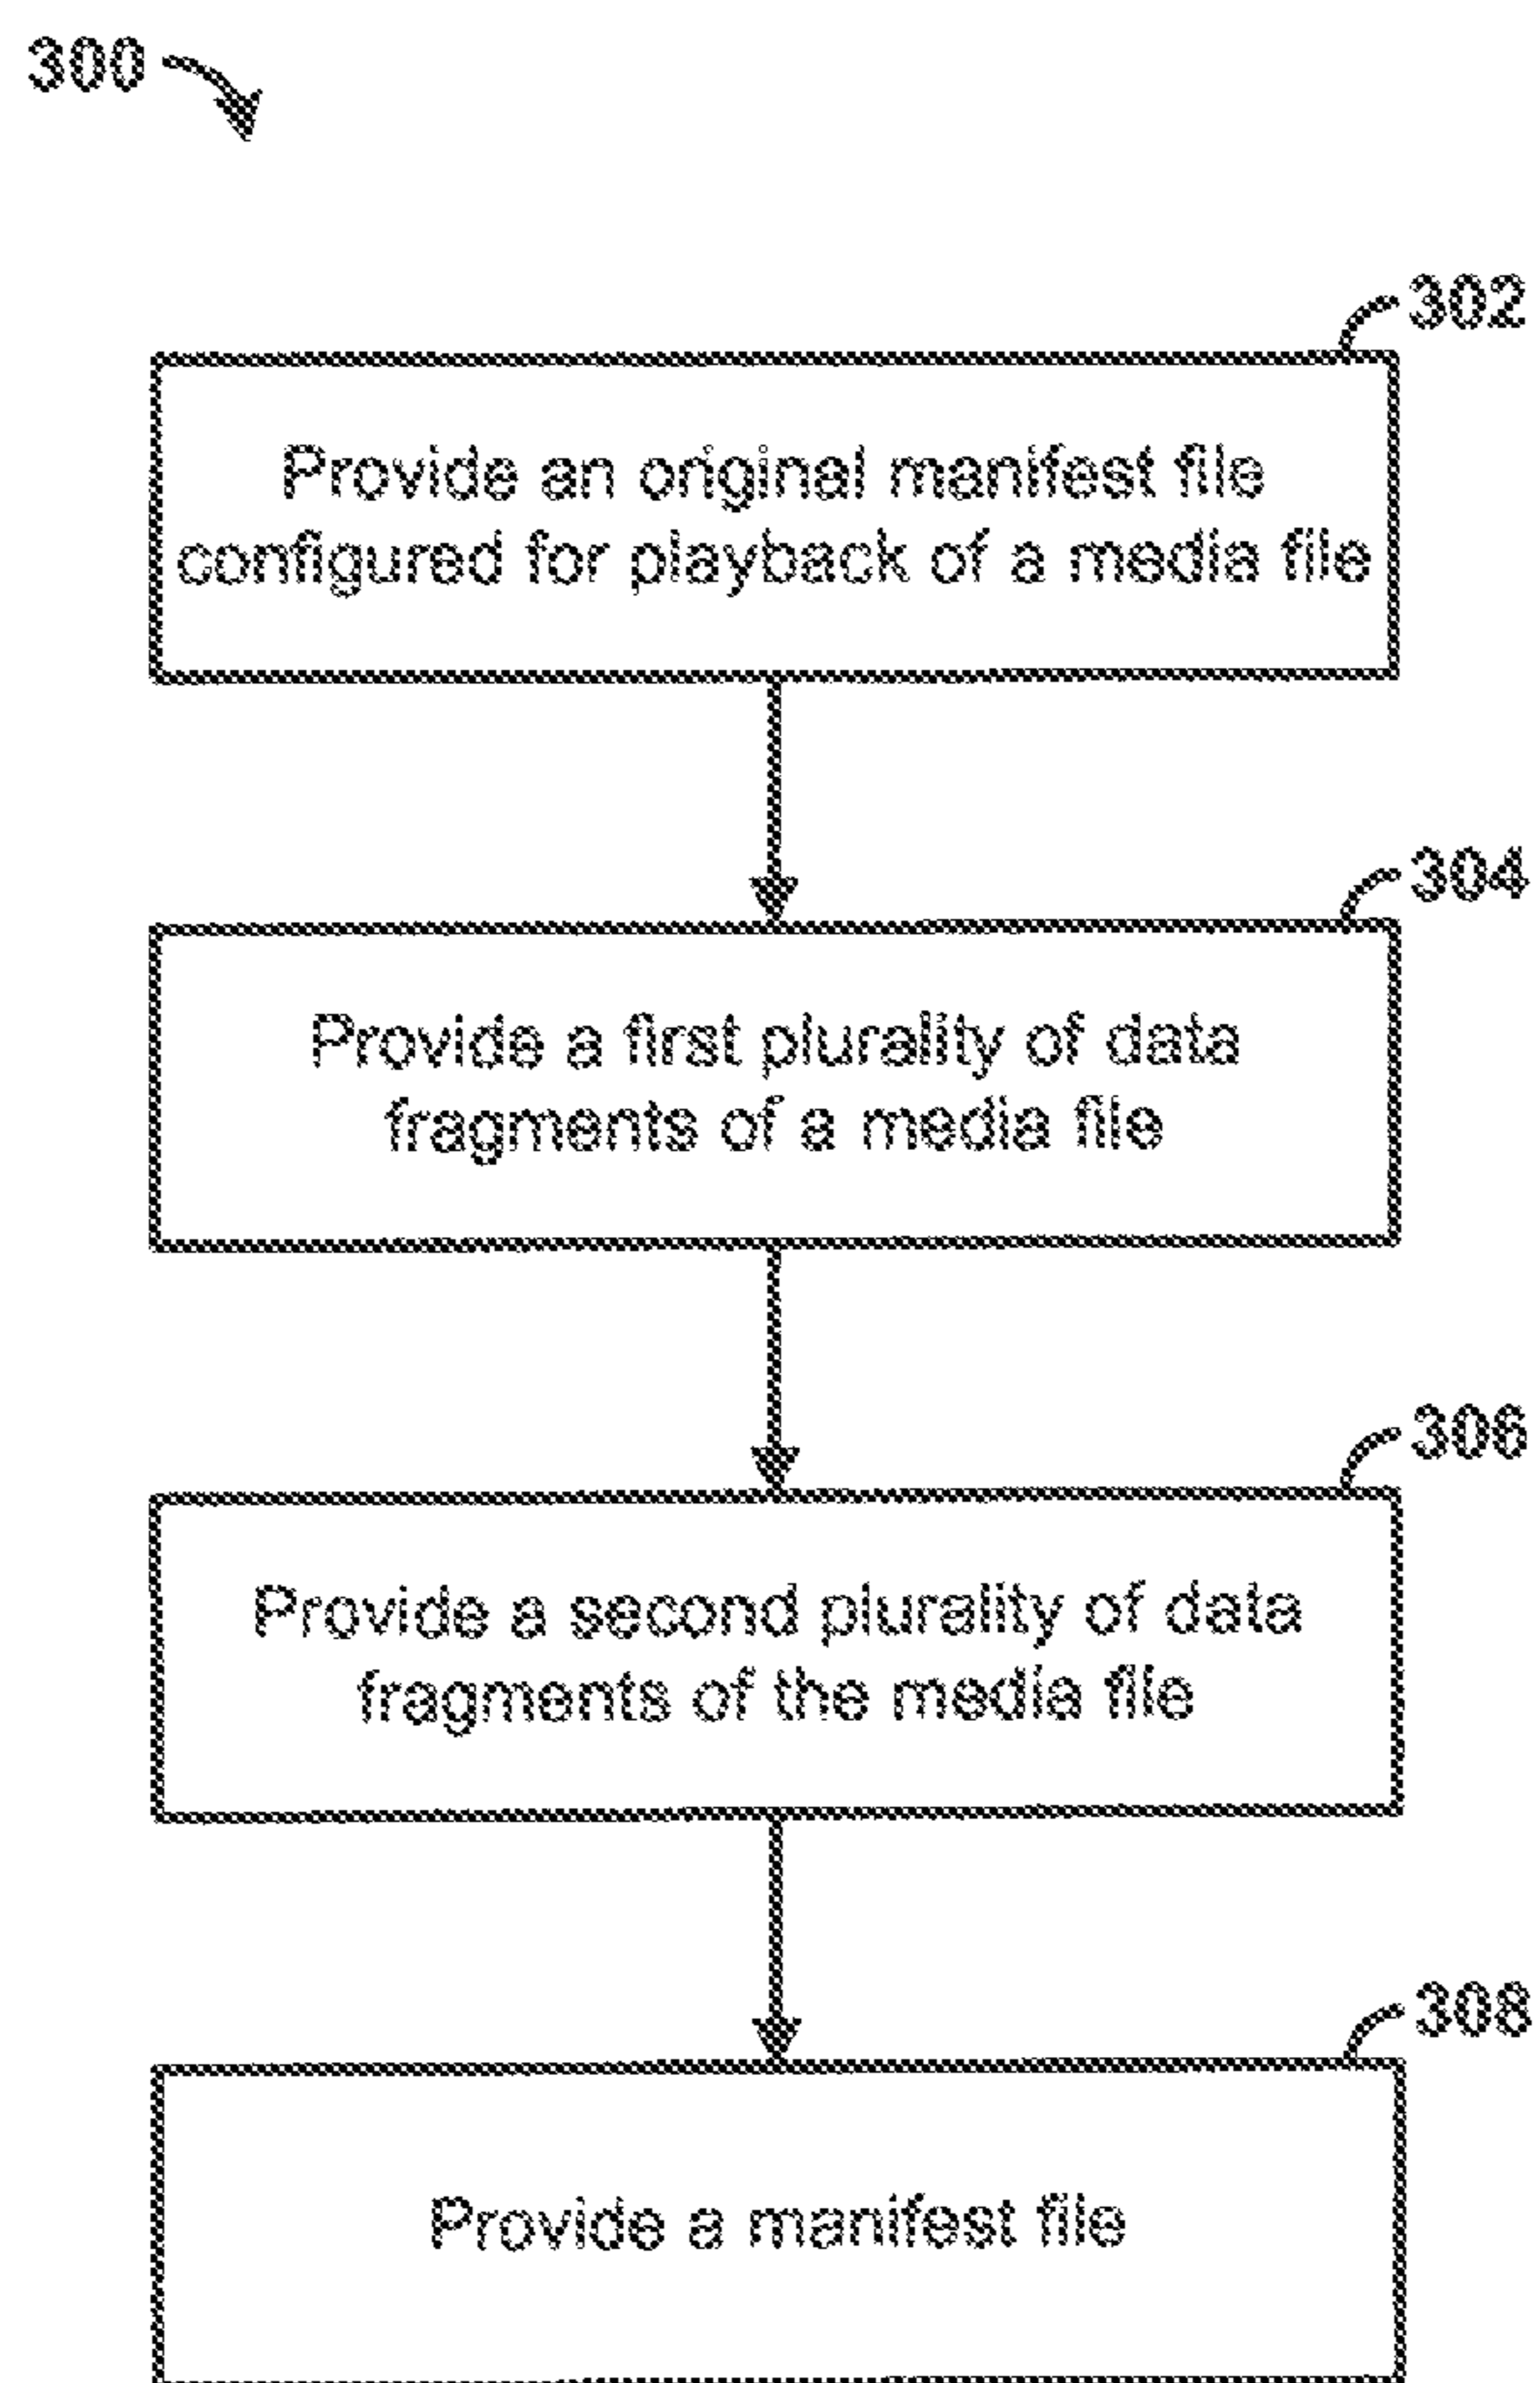 300
302
Provide an original manifest file
configured for playback of a media file
304
Provide a first plurality of data
fragments of a media file
306
Provide a second plurality of data
fragments of the media file
308
Provide a manifest file